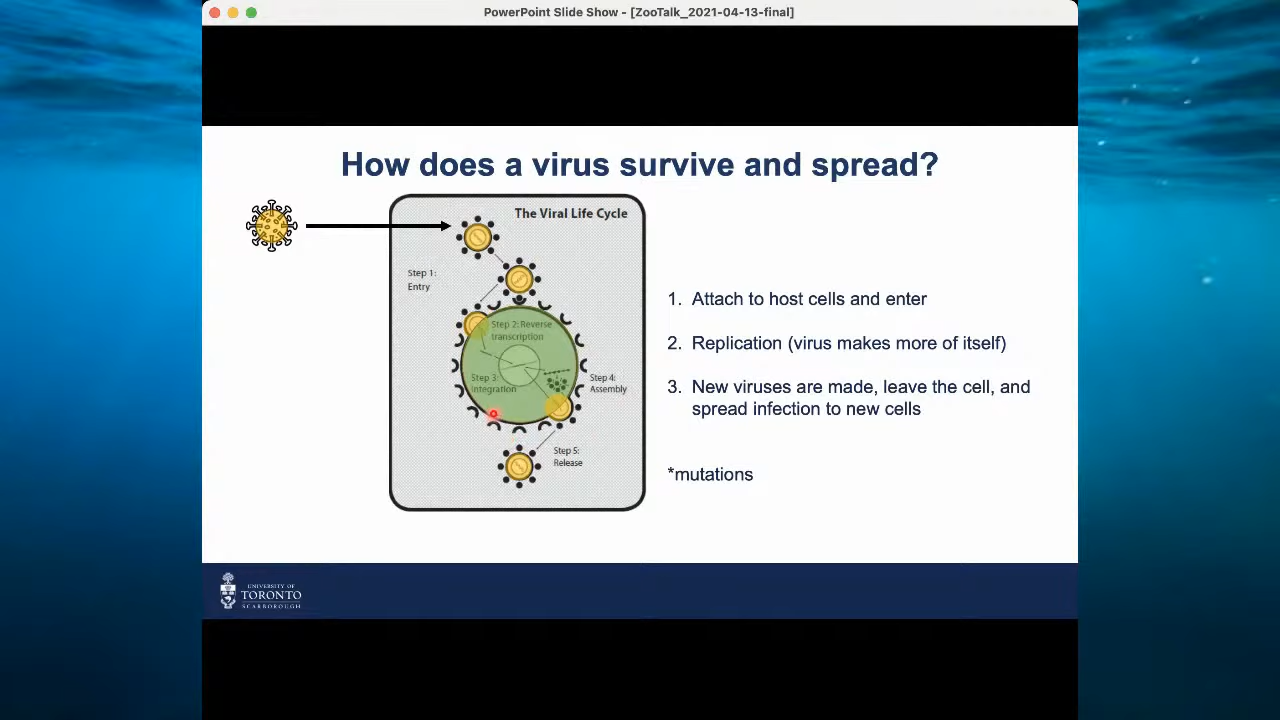 PowerPoint Slide Show - [ZooTalk_2021-04-13-final]
How does a virus survive and spread?
The Viral Life Cycle
Step 1:
Entry
Step 2: Reverse
transcription
Step 3:
Integration
Step 4:
Assembly
Step 5:
Release
1. Attach to host cells and enter
2. Replication (virus makes more of itself)
3. New viruses are made, leave the cell, and
spread infection to new cells
*mutations
UNIVERSITY OF
TORONTO
SCARBOROUGH